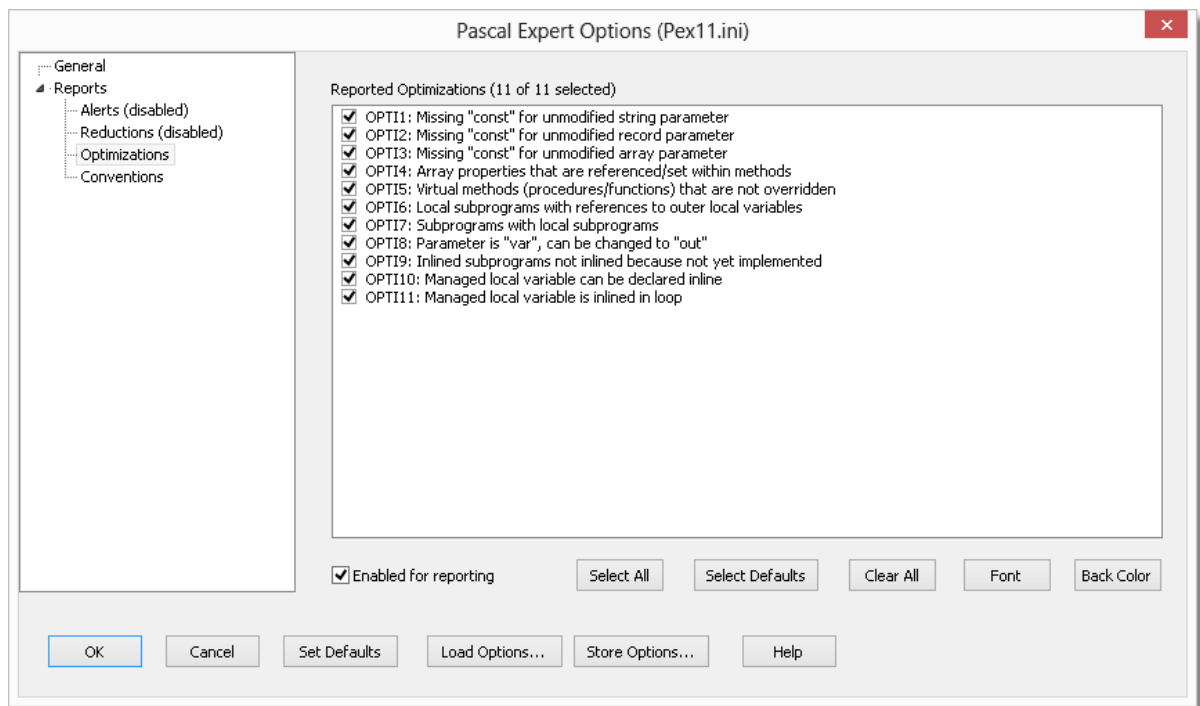 Pascal Expert Options (Pex11.ini)
General
Reports
Alerts (disabled)
Reductions (disabled)
Optimizations
Conventions
Reported Optimizations (11 of 11 selected)
OPTI1: Missing "const" for unmodified string parameter
OPTI2: Missing "const" for unmodified record parameter
OPTI3: Missing "const" for unmodified array parameter
OPTI4: Array properties that are referenced/set within methods
OPTI5: Virtual methods (procedures/functions) that are not overridden
OPTI6: Local subprograms with references to outer local variables
OPTI7: Subprograms with local subprograms
OPTI8: Parameter is "var", can be changed to "out"
OPTI9: Inlined subprograms not inlined because not yet implemented
OPTI10: Managed local variable can be declared inline
OPTI11: Managed local variable is inlined in loop
Enabled for reporting
Select All
Select Defaults
Clear All
Font
Back Color
OK
Cancel
Set Defaults
Load Options...
Store Options...
Help